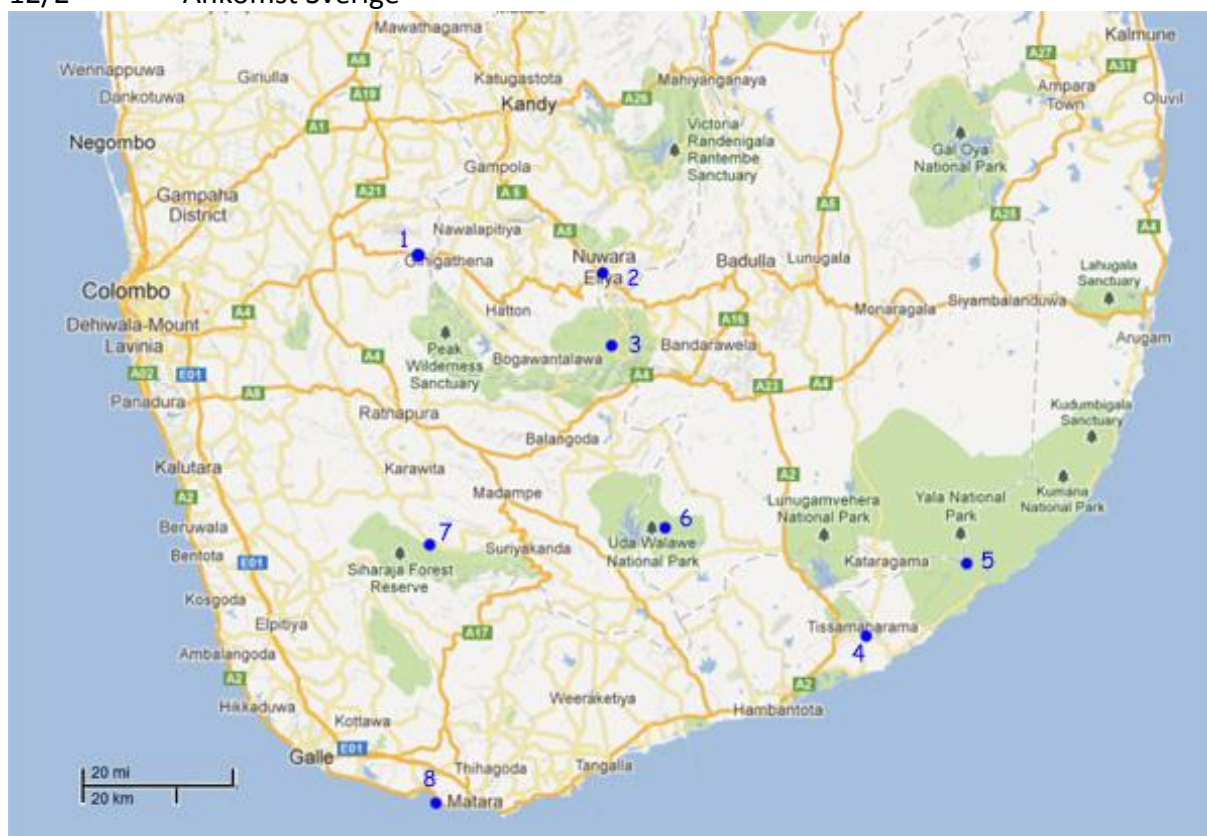 12/2 Ankomst Sverige
Mawathagama
Kalmune
A27
Wennappuwa
Giriulla
A6
Katugastota
Mahiyanganaya
A31
Dankotuwa
A19
Kandy
A26
Ampara
Town
Oluvil
A1
Negombo
Victoria
Randenigala
Rantembe
Sanctuary
Gal Oya
National Park
Gampola
Gampaha
District
A21
A5
A5
A25
Nawalapitiya
A5
A4
1
Ginigathena
Nuwara
Eliya
2
Badulla
Lunugala
Lahugala
Sanctuary
Colombo
Hatton
Monaragala
Siyambalanduwa
Dehiwala-Mount
Lavinia
A4
A16
Arugam
Peak
Wilderness
Sanctuary
Bogawantalawa
3
Bandarawela
A4
A02
E01
A4
A23
A4
Panadura
A8
Ratnapura
Kudumbigala
Sanctuary
Balangoda
Kalutara
Karawita
A2
A2
Madampe
Lunugamvehera
National Park
Yala National
Park
Kumana
National Park
Beruwala
7
6
Bentota
Suriyakanda
Uda Walawe
National Park
E01
Siharaja Forest
Reserve
Kataragama
5
Kosgoda
Elpitiya
A17
Tissamaharama
4
Ambalangoda
A2
A2
Weeraketiya
Hikkaduwa
Hambantota
Kottawa
Galle
E01
Thihagoda
Tangalla
20 mi
20 km
8
Matara